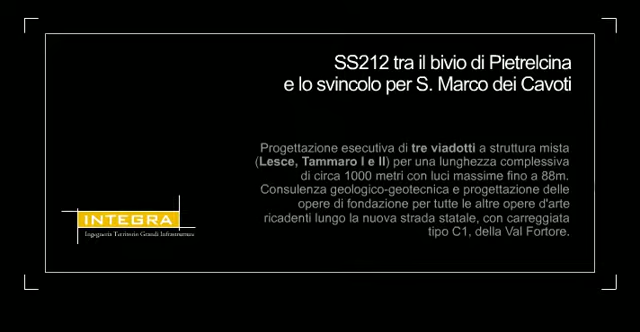 SS212 tra il bivio di Pietrelcina
e lo svincolo per S. Marco dei Cavoti
Progettazione esecutiva di tre viadotti a struttura mista
(Lesce, Tammaro I e II) per una lunghezza complessiva
di circa 1000 metri con luci massime fino a 88m.
Consulenza geologico-geotecnica e progettazione delle
opere di fondazione per tutte le altre opere d'arte
ricadenti lungo la nuova strada statale, con carreggiata
tipo C1, della Val Fortore.
INTEGRA
Ingegneria Territorio Grandi Infrastrutture